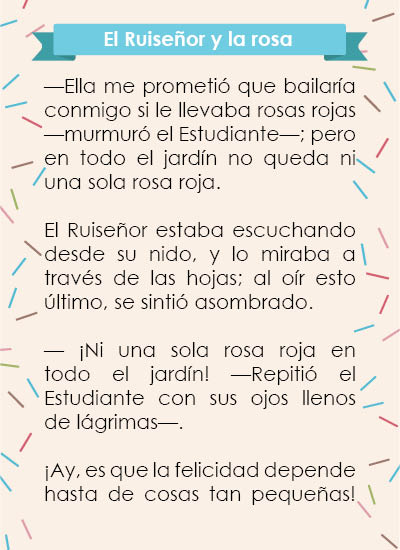 El Ruiseñor y la rosa
—Ella me prometió que bailaría
conmigo si le llevaba rosas rojas
—murmuró el Estudiante—; pero
en todo el jardín no queda ni
una sola rosa roja.
El Ruiseñor estaba escuchando
desde su nido, y lo miraba a
través de las hojas; al oír esto
último, se sintió asombrado.
— ¡Ni una sola rosa roja en
todo el jardín! —Repitió el
Estudiante con sus ojos llenos
de lágrimas—.
¡Ay, es que la felicidad depende
hasta de cosas tan pequeñas!